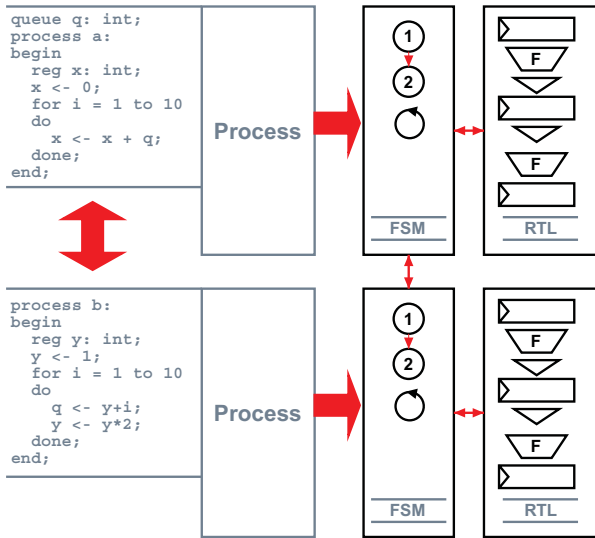 queue q: int;
process a:
begin
reg x: int;
x <- 0;
for i = 1 to 10
do
x <- x + q;
done;
end;
Process
1
2
FSM
F
F
RTL
process b:
begin
reg y: int;
y <- 1;
for i = 1 to 10
do
q <- y+i;
y <- y*2;
done;
end;
Process
1
2
FSM
F
F
RTL